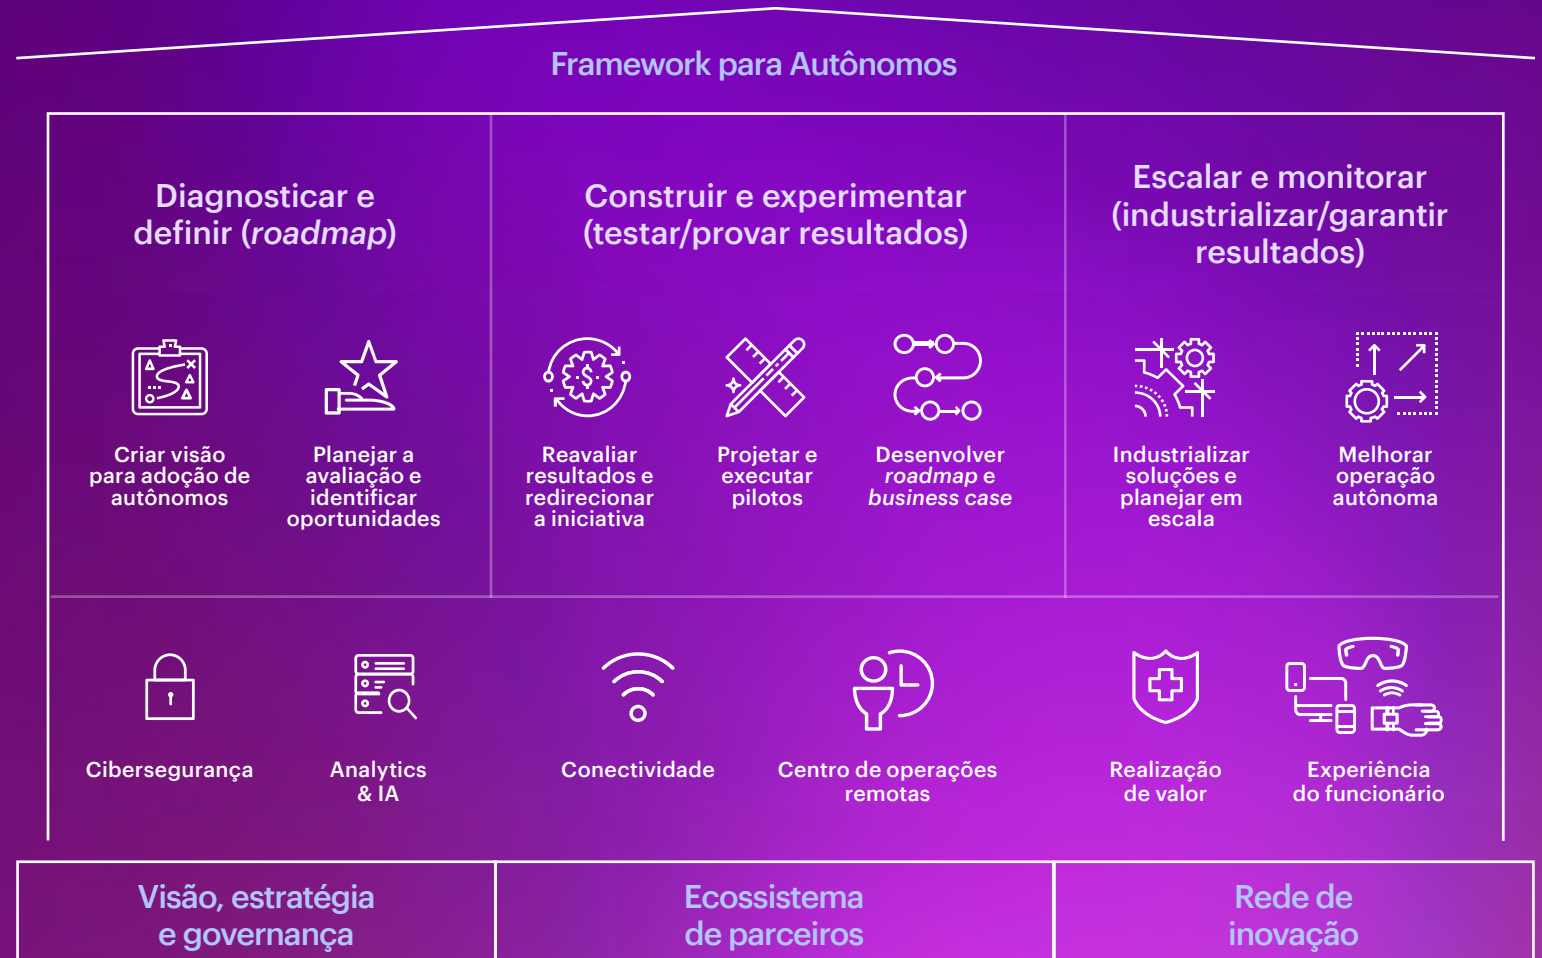 Framework para Autônomos
Diagnosticar e
definir (roadmap)
Construir e experimentar
(testar/provar resultados)
Escalar e monitorar
(industrializar/garantir
resultados)
Criar visão
para adoção de
autônomos
Planejar a
avaliação e
identificar
oportunidades
Reavaliar
resultados e
redirecionar
a iniciativa
Projetar e
executar
pilotos
Desenvolver
roadmap e
business case
Industrializar
soluções e
planejar em
escala
Melhorar
operação
autônoma
Cibersegurança
Analytics
& IA
Conectividade
Centro de operações
remotas
Realização
de valor
Experiência
do funcionário
Visão, estratégia
e governança
Ecossistema
de parceiros
Rede de
inovação